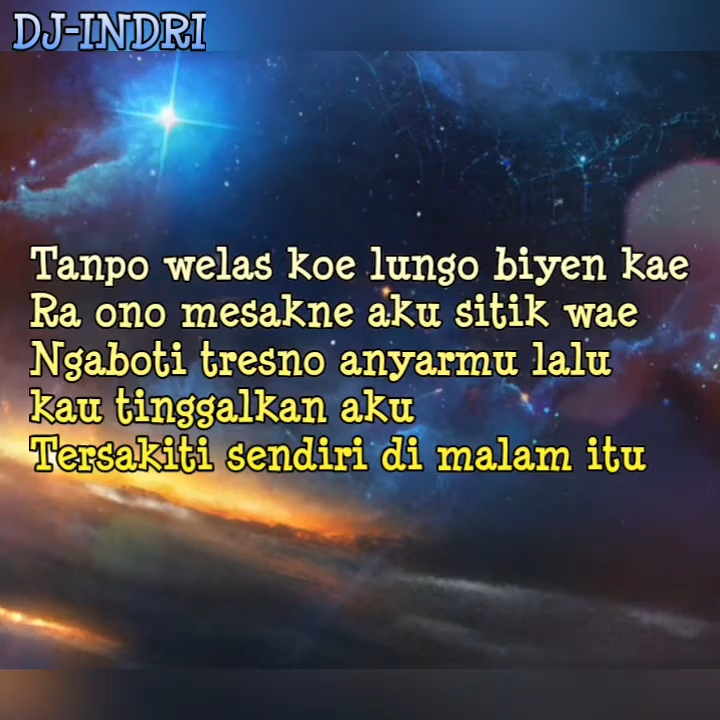 DJ-INDRI
Tanpo welas koe lungo biyen kae
Ra ono mesakne aku sitik wae
Ngaboti tresno anyarmu lalu
kau tinggalkan aku
Tersakiti sendiri di malam itu